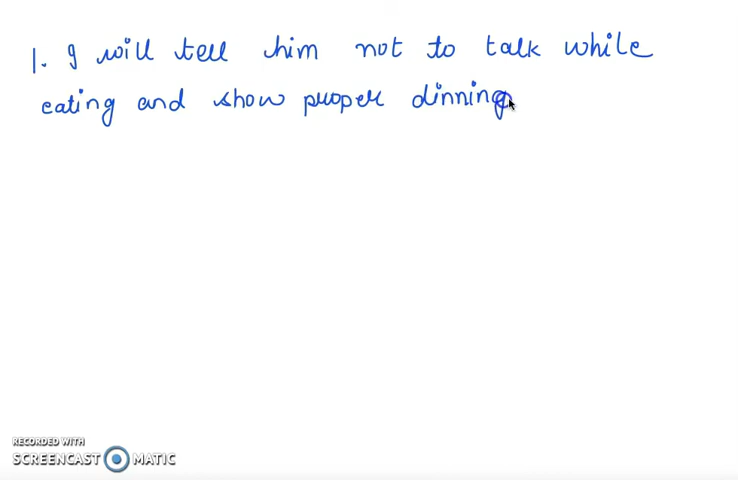 1. I will tell him not to talk while
eating and show proper dinning
RECORDED WITH
SCREENCAST MATIC